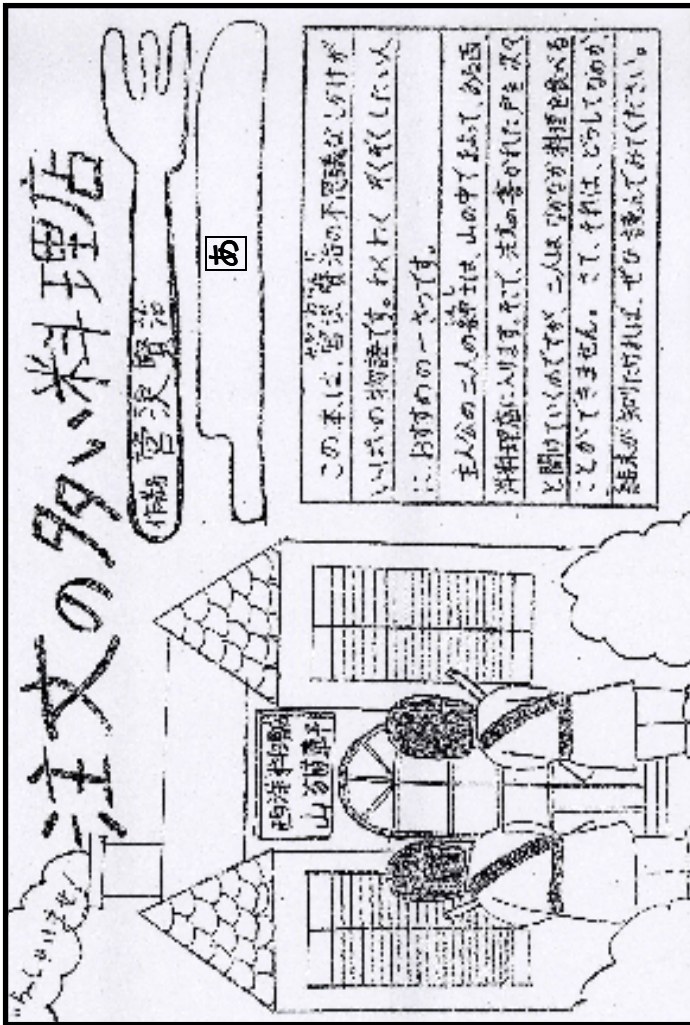 注文の多い料理店
作者 宮沢賢治
あ
この本は、宮沢賢治の不思議なしかけが
いっぱいの物語です。わくわく ぞくぞくしたい人
に、おすすめの一さつです。
主人公の二人の紳士は、山の中でまよって、ある西
洋料理店に入ります。そして、注意の書かれた戸を次々
と開けていくのですが、二人はなかなか料理を食べる
ことができません。さて、それは、どうしてなのか
結末が知りたければ、ぜひ読んでみてください。
西洋料理店
山猫軒